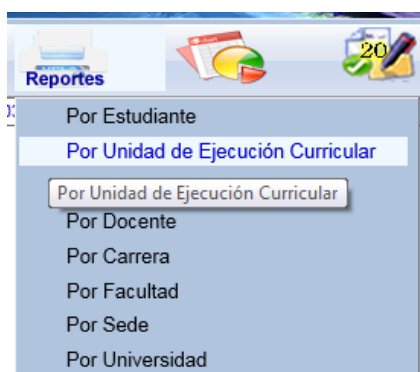 20
Reportes
Por Estudiante
Por Unidad de Ejecución Curricular
Por Unidad de Ejecución Curricular
Por Docente
Por Carrera
Por Facultad
Por Sede
Por Universidad